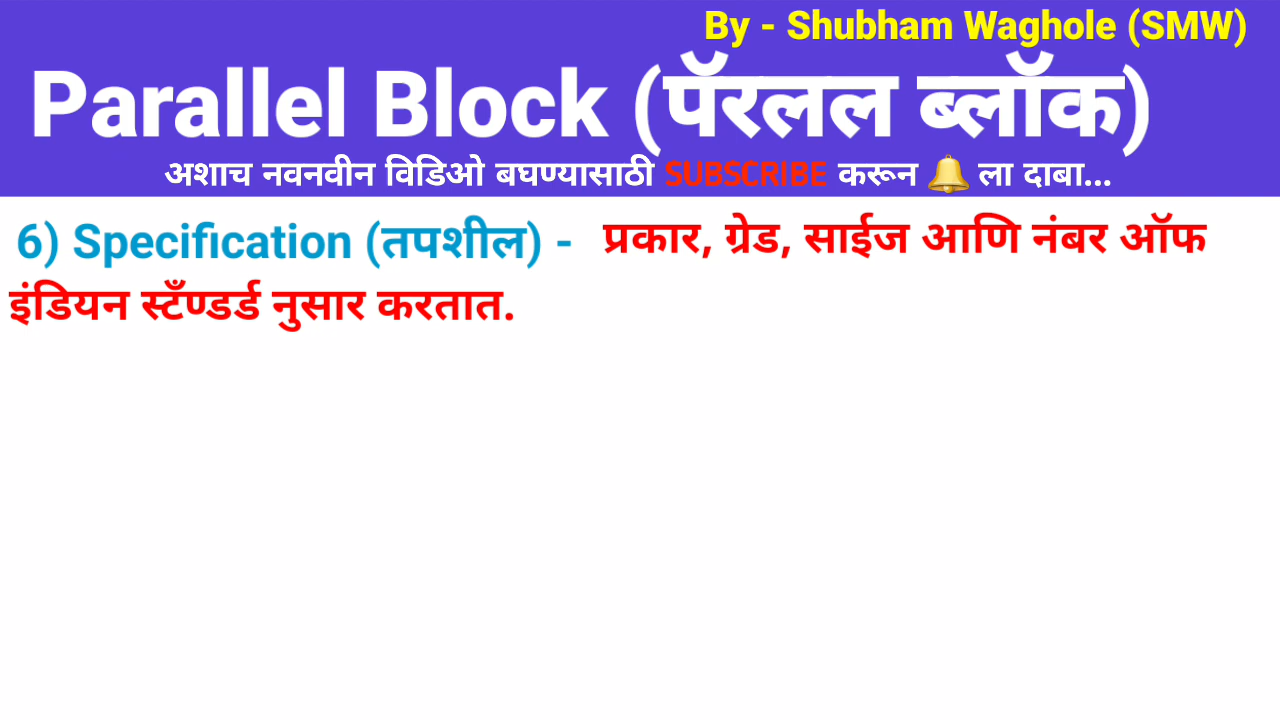 By - Shubham Waghole (SMW)
Parallel Block (पॅरलल ब्लॉक)
अशाच नवनवीन विडिओ बघण्यासाठी SUBSCRIBE करून 🔔 ला दाबा...
6) Specification (तपशील) - प्रकार, ग्रेड, साईज आणि नंबर ऑफ
इंडियन स्टँण्डर्ड नुसार करतात.